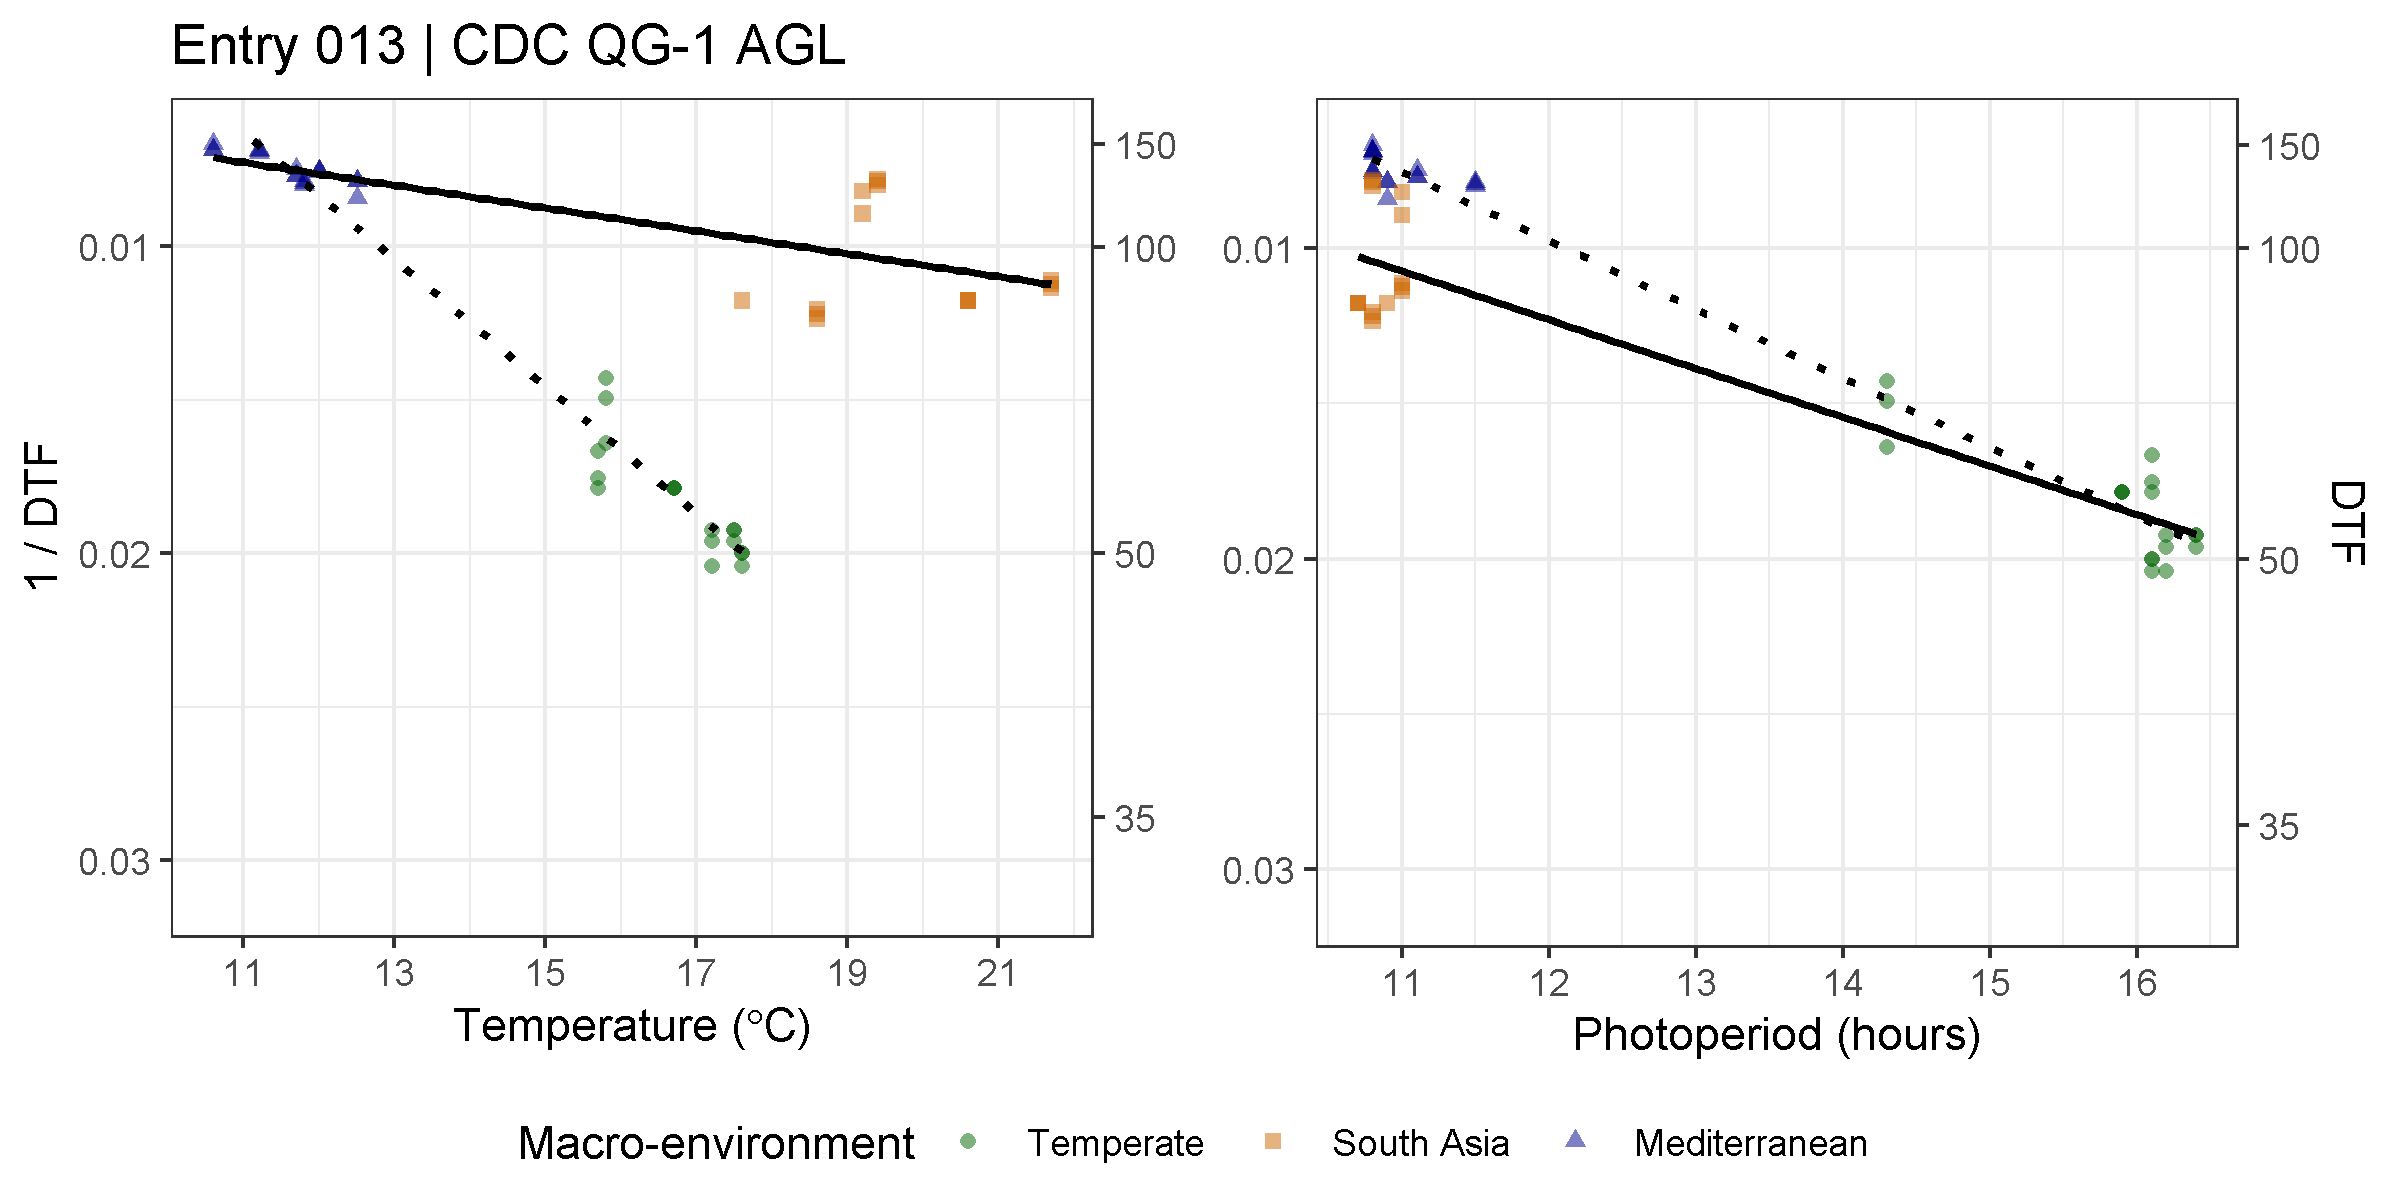 Entry 013 | CDC QG-1 AGL
1 / DTF
0.01
0.02
0.03
150
100
50
35
11 13 15 17 19 21
Temperature (°C)
0.01
0.02
0.03
150
100
50
35
DTF
11 12 13 14 15 16
Photoperiod (hours)
Macro-environment Temperate South Asia Mediterranean